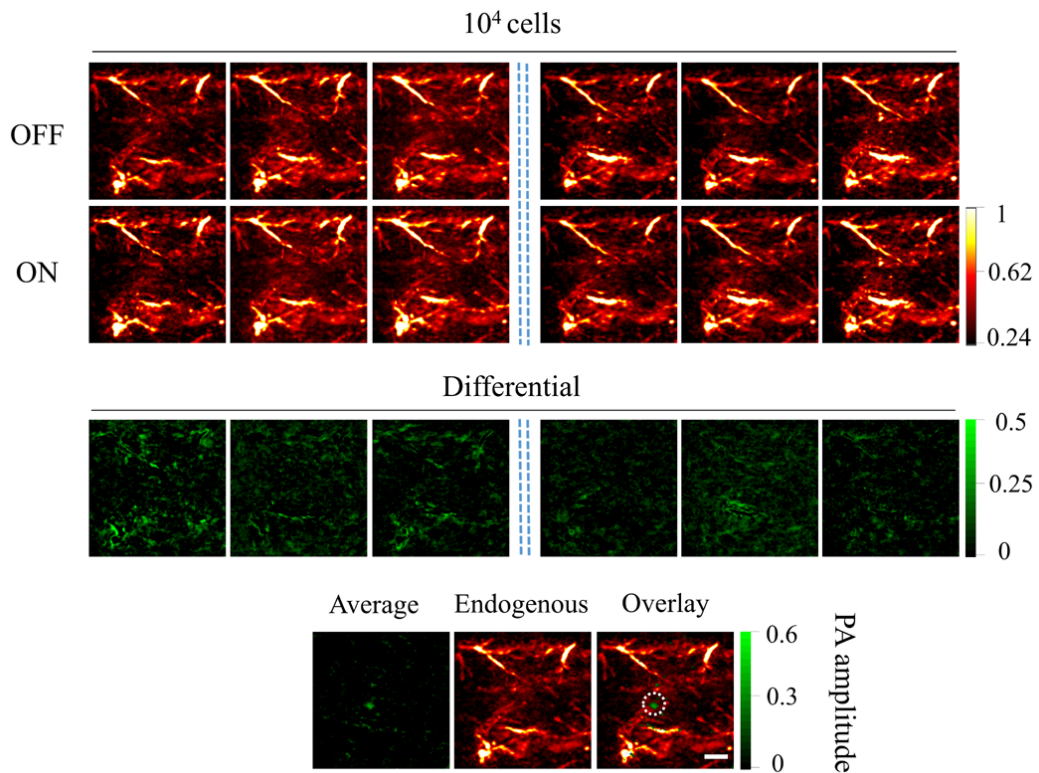 10⁴ cells
OFF
ON
1
0.62
0.24
Differential
0.5
0.25
0
Average Endogenous Overlay
0.6
0.3
0
PA amplitude